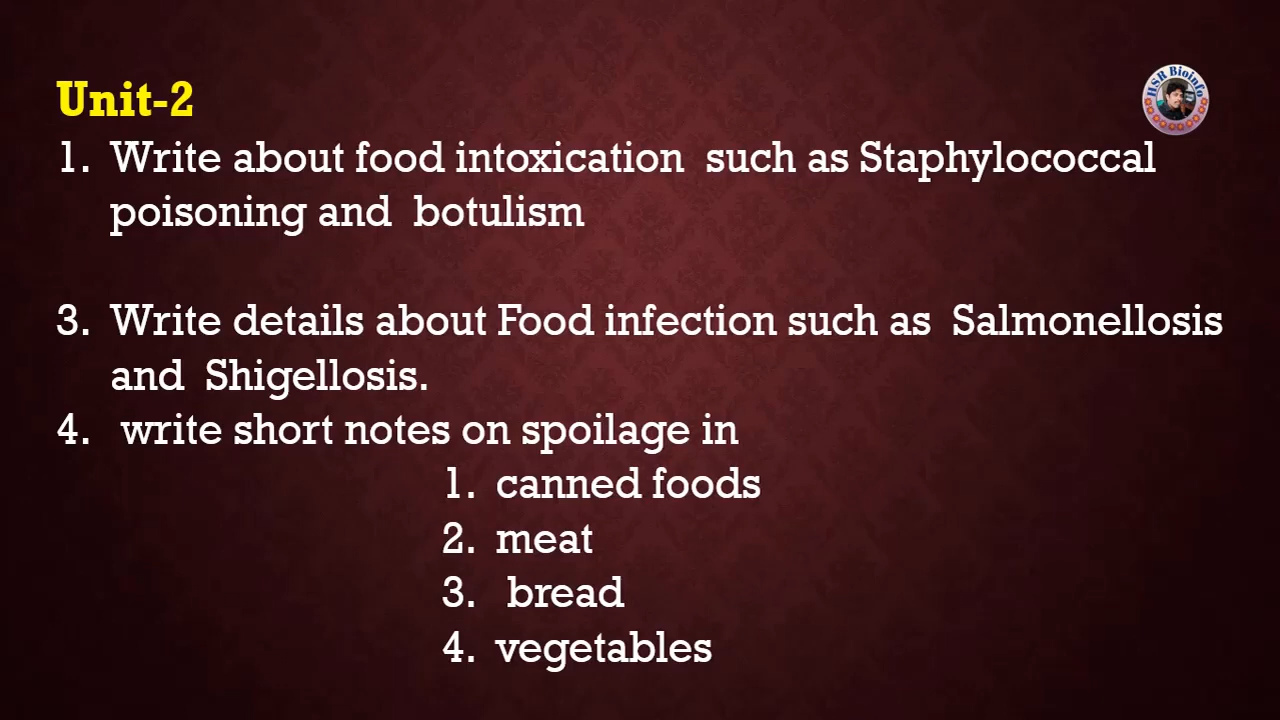 Unit-2
HSR Bioinfo
1. Write about food intoxication such as Staphylococcal
poisoning and botulism
3. Write details about Food infection such as Salmonellosis
and Shigellosis.
4. write short notes on spoilage in
1. canned foods
2. meat
3. bread
4. vegetables